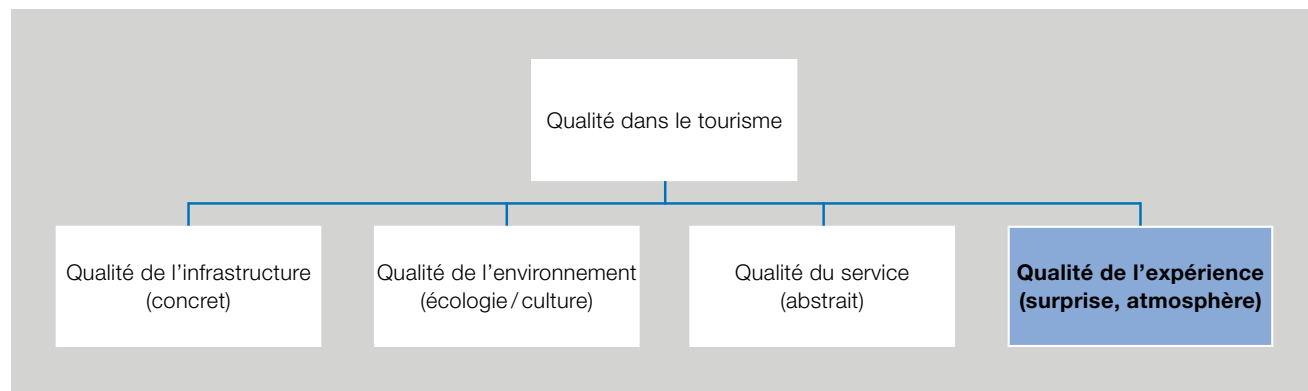 Qualité dans le tourisme
Qualité de l’infrastructure
(concret)
Qualité de l’environnement
(écologie / culture)
Qualité du service
(abstrait)
Qualité de l’expérience
(surprise, atmosphère)